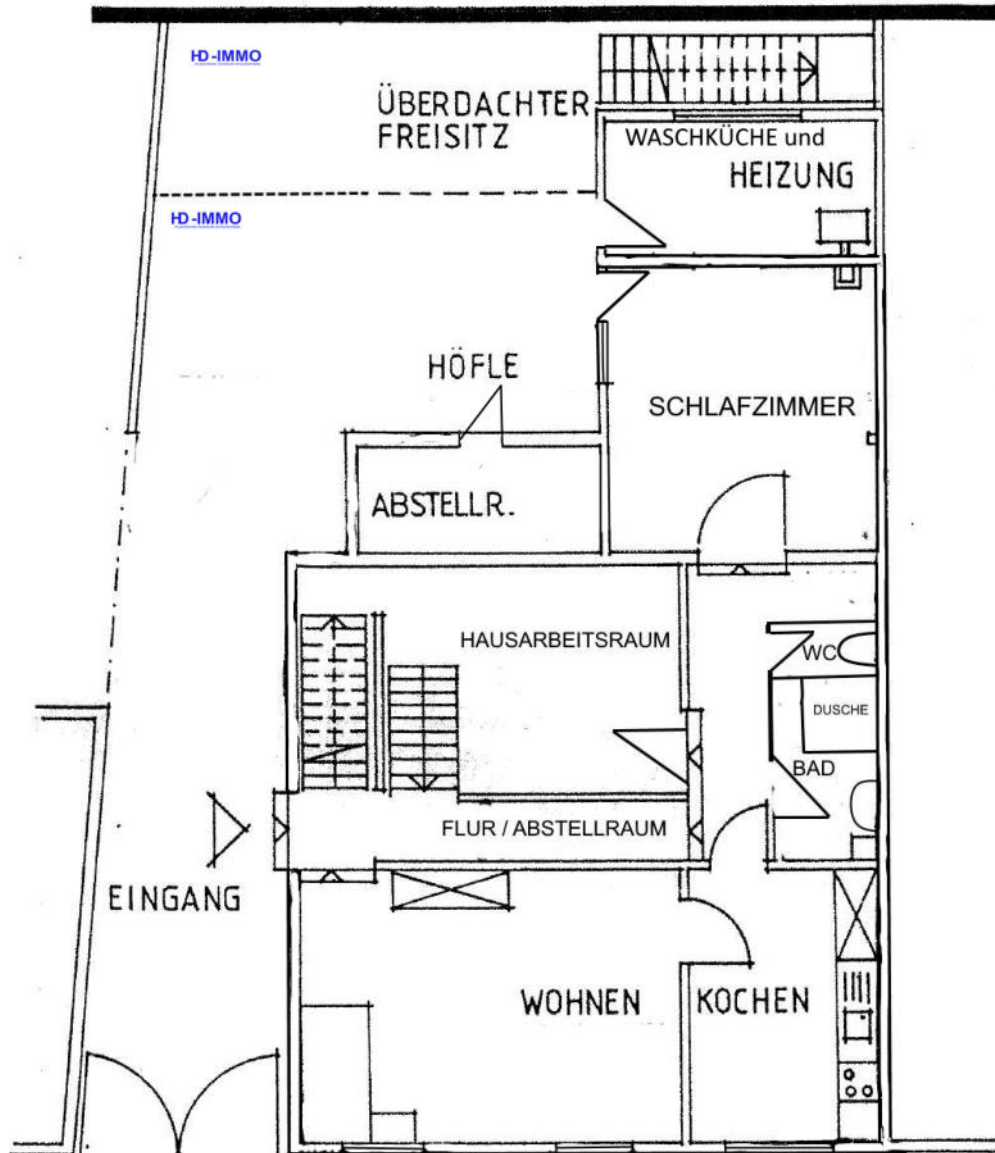 HD-IMMO
ÜBERDACHTER
FREISITZ
WASCHKÜCHE und
HEIZUNG
HD-IMMO
HÖFLE
SCHLAFZIMMER
ABSTELLR.
HAUSARBEITSRAUM
WC
DUSCHE
BAD
FLUR / ABSTELLRAUM
EINGANG
WOHNEN
KOCHEN